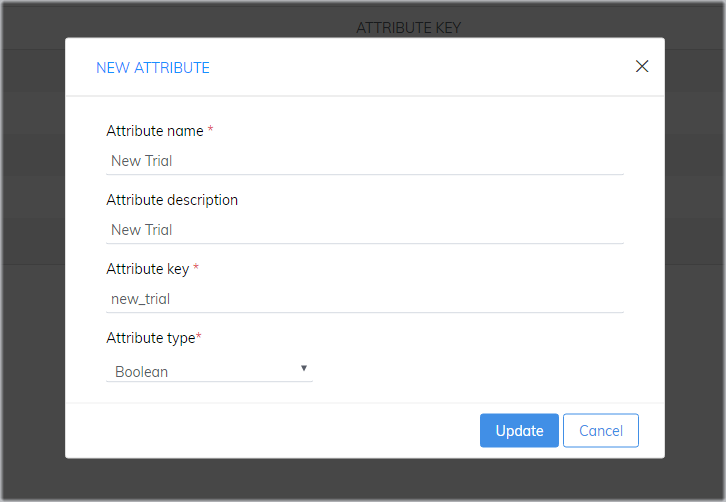 ATTRIBUTE KEY
NEW ATTRIBUTE
Attribute name *
New Trial
Attribute description
New Trial
Attribute key *
new_trial
Attribute type*
Boolean
Update Cancel